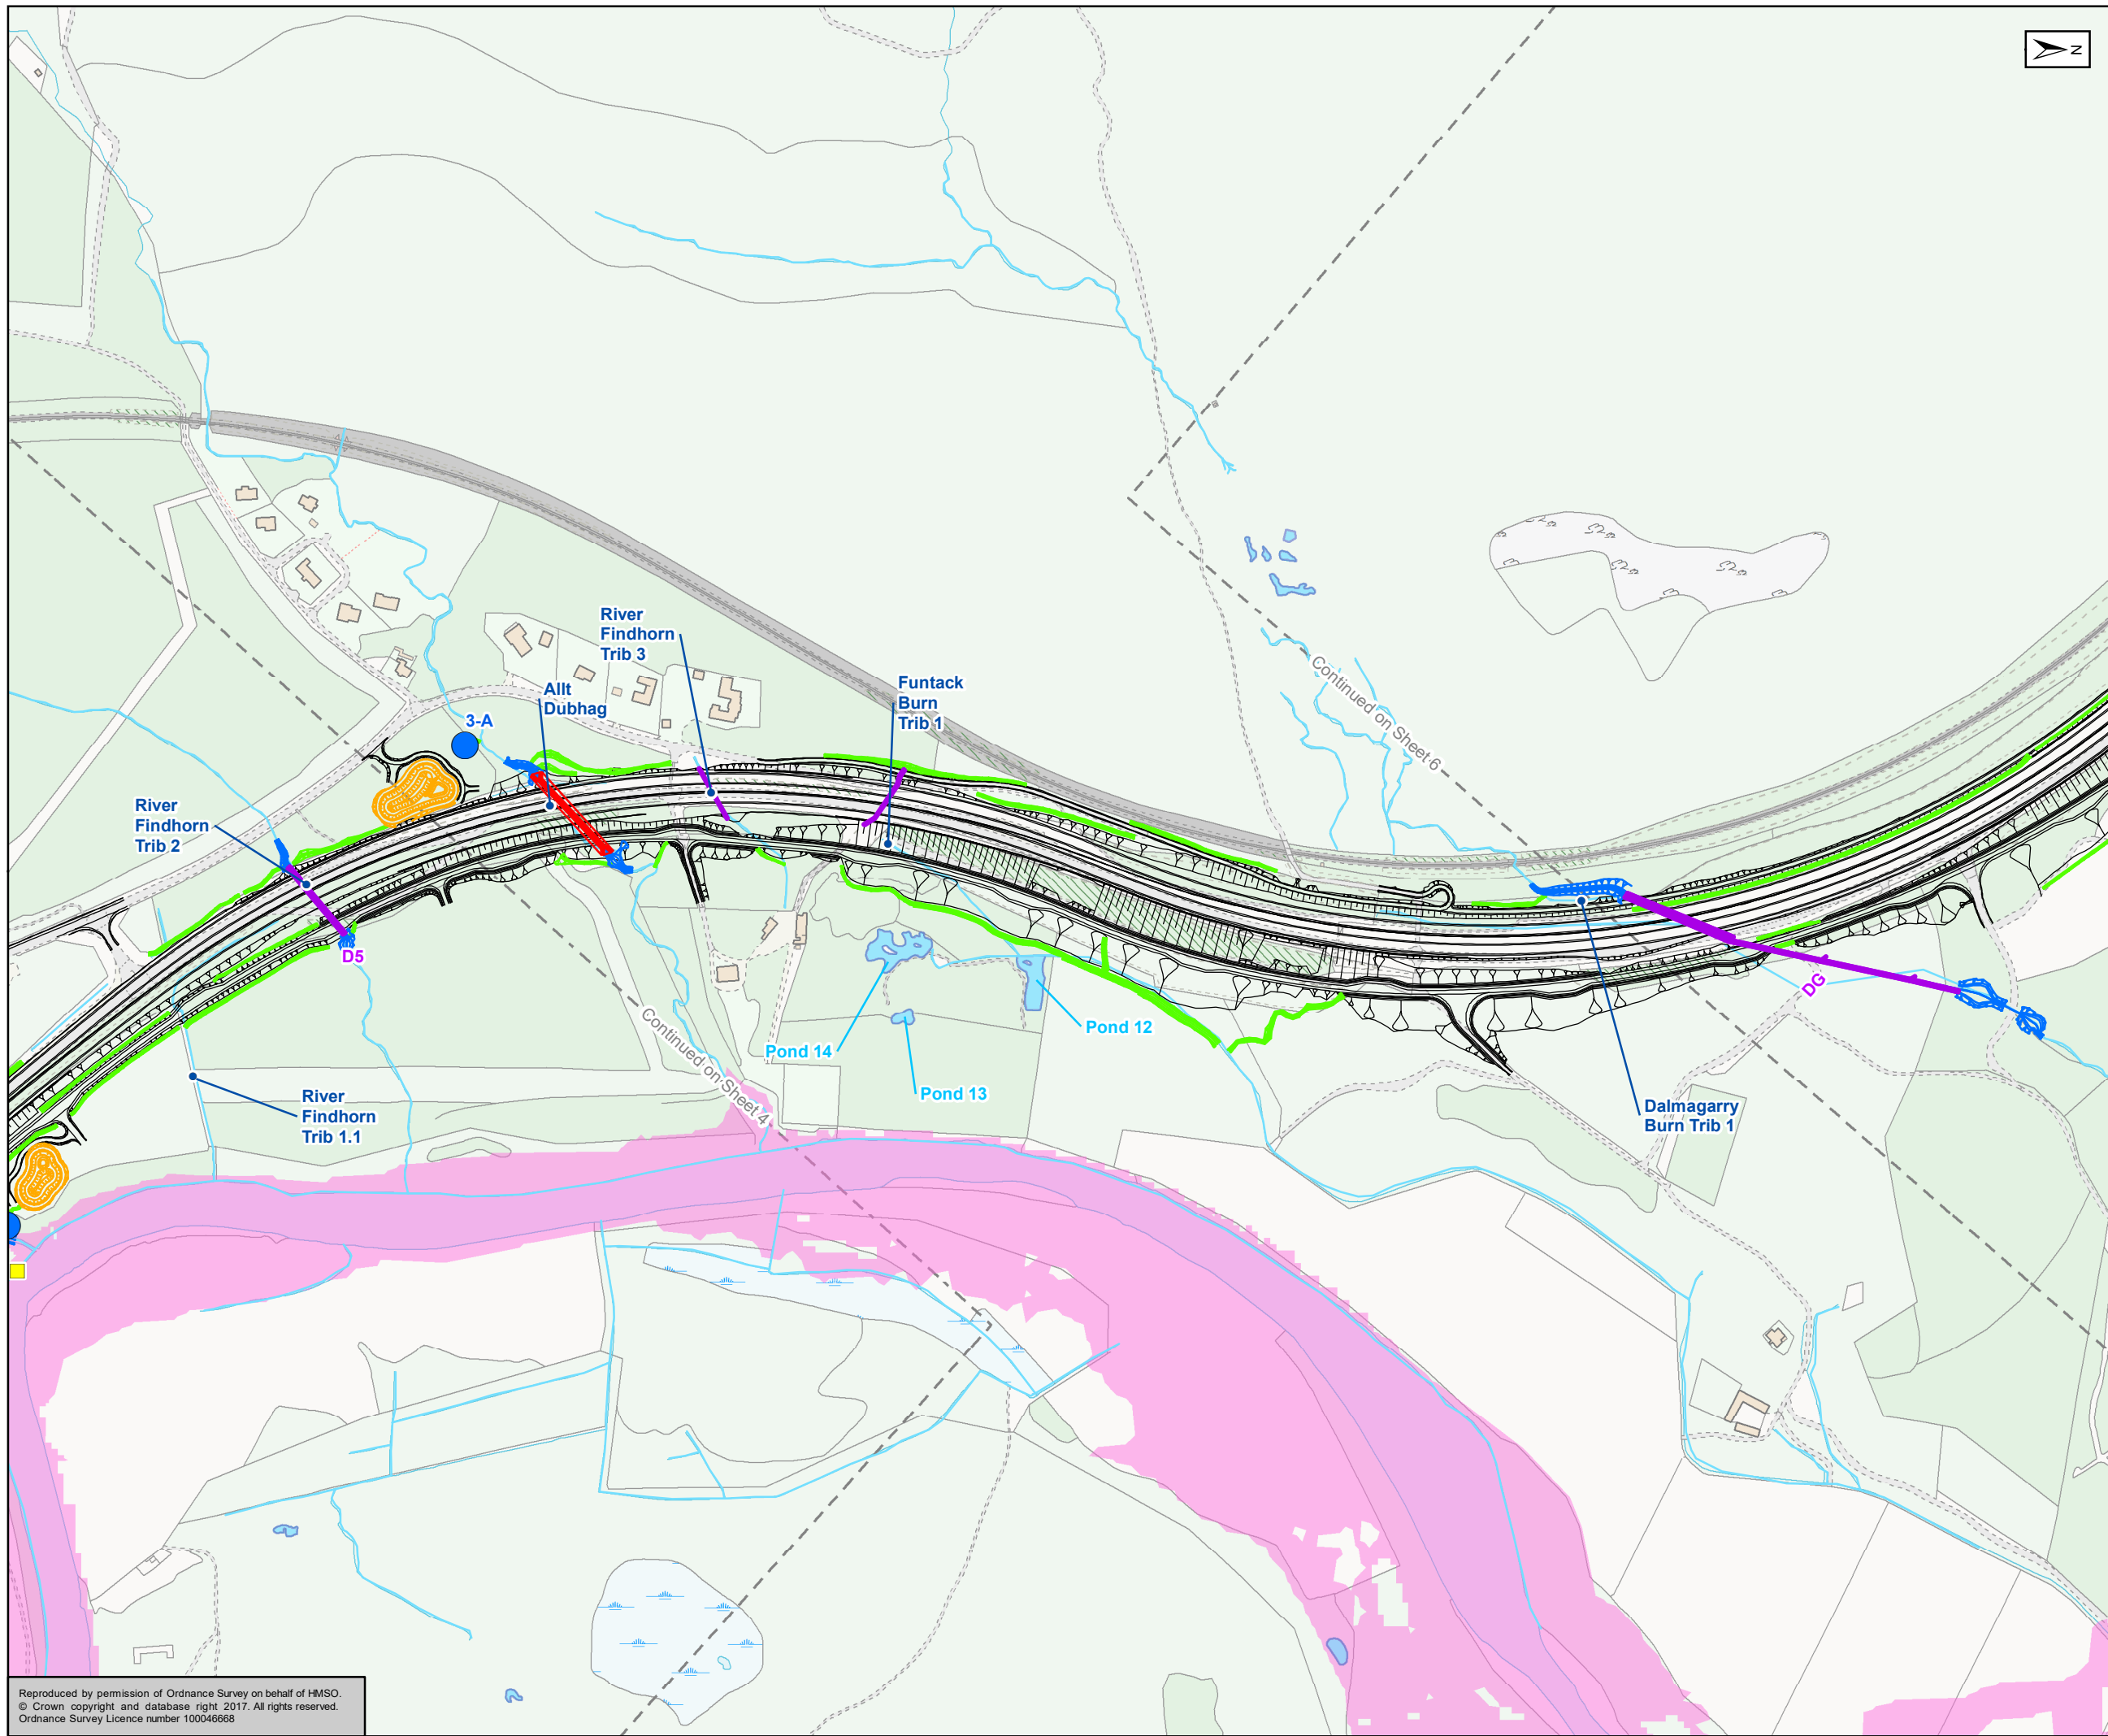 N
River
Findhorn
Trib 3
Allt
Dubhag
Funtack
Burn
Trib 1
3-A
Continued on Sheet 6
River
Findhorn
Trib 2
D5
DG
Continued on Sheet 4
Pond 12
Pond 14
Pond 13
River
Findhorn
Trib 1.1
Dalmagarry
Burn Trib 1
Reproduced by permission of Ordnance Survey on behalf of HMSO.
© Crown copyright and database right 2017. All rights reserved.
Ordnance Survey Licence number 100046668